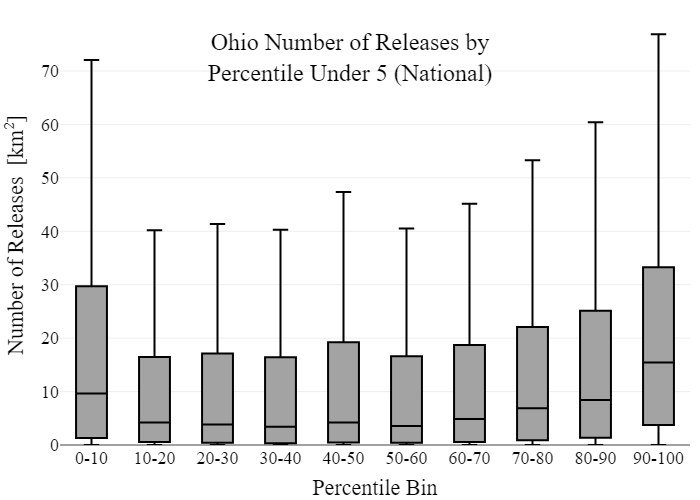 Ohio Number of Releases by
Percentile Under 5 (National)
Number of Releases [km²]
70
60
50
40
30
20
10
0
0-10 10-20 20-30 30-40 40-50 50-60 60-70 70-80 80-90 90-100
Percentile Bin